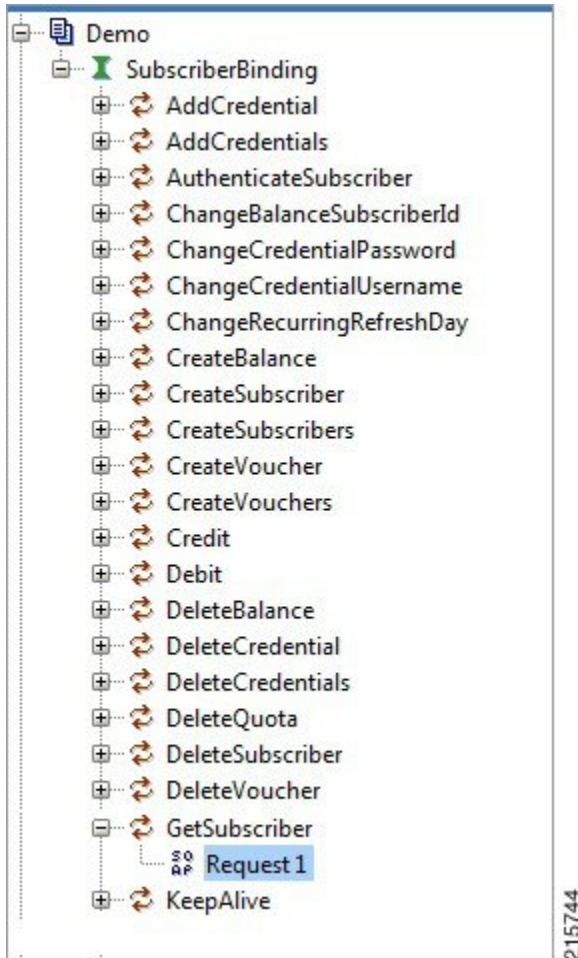 Demo
SubscriberBinding
AddCredential
AddCredentials
AuthenticateSubscriber
ChangeBalanceSubscriberId
ChangeCredentialPassword
ChangeCredentialUsername
ChangeRecurringRefreshDay
CreateBalance
CreateSubscriber
CreateSubscribers
CreateVoucher
CreateVouchers
Credit
Debit
DeleteBalance
DeleteCredential
DeleteCredentials
DeleteQuota
DeleteSubscriber
DeleteVoucher
GetSubscriber
SOAP Request 1
KeepAlive
215744